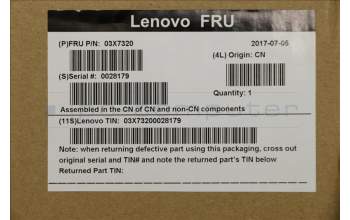 Lenovo FRU
(P)FRU P/N: 03X7320
2017-07-06
(4L) Origin: CN
(S)Serial #: 0028179
Quantity: 1
Assembled in the CN of CN and non-CN components
(11S)Lenovo TIN: 03X73200028179
Note: when returning defective part using this packaging, cross out
original serial and TIN# and note the returned part's TIN below
Returned Part TIN: